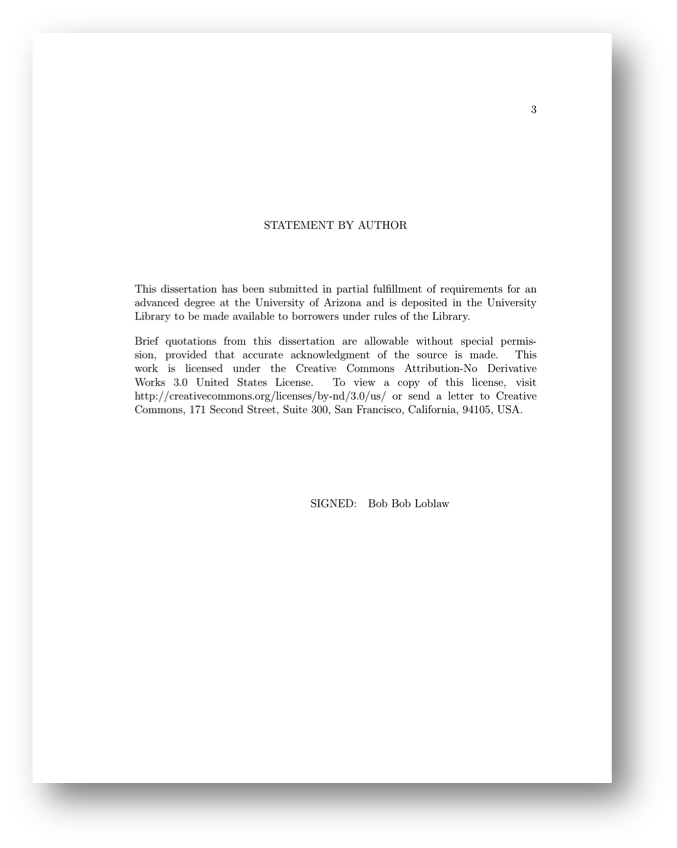 3
STATEMENT BY AUTHOR
This dissertation has been submitted in partial fulfillment of requirements for an
advanced degree at the University of Arizona and is deposited in the University
Library to be made available to borrowers under rules of the Library.
Brief quotations from this dissertation are allowable without special permis-
sion, provided that accurate acknowledgment of the source is made. This
work is licensed under the Creative Commons Attribution-No Derivative
Works 3.0 United States License. To view a copy of this license, visit
http://creativecommons.org/licenses/by-nd/3.0/us/ or send a letter to Creative
Commons, 171 Second Street, Suite 300, San Francisco, California, 94105, USA.
SIGNED: Bob Bob Loblaw